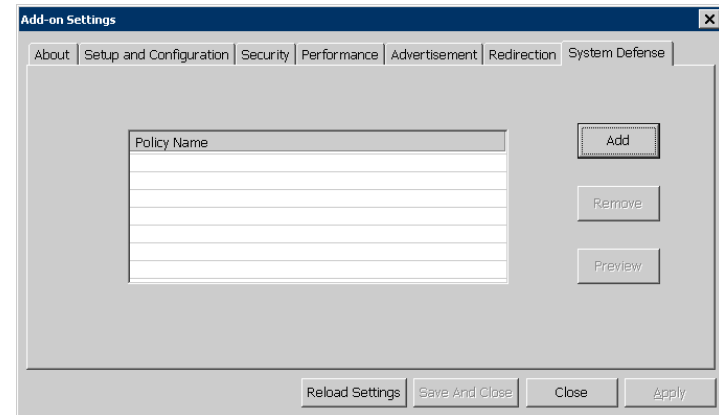 Add-on Settings
About Setup and Configuration Security Performance Advertisement Redirection System Defense
Policy Name
Add
Remove
Preview
Reload Settings Save And Close Close Apply